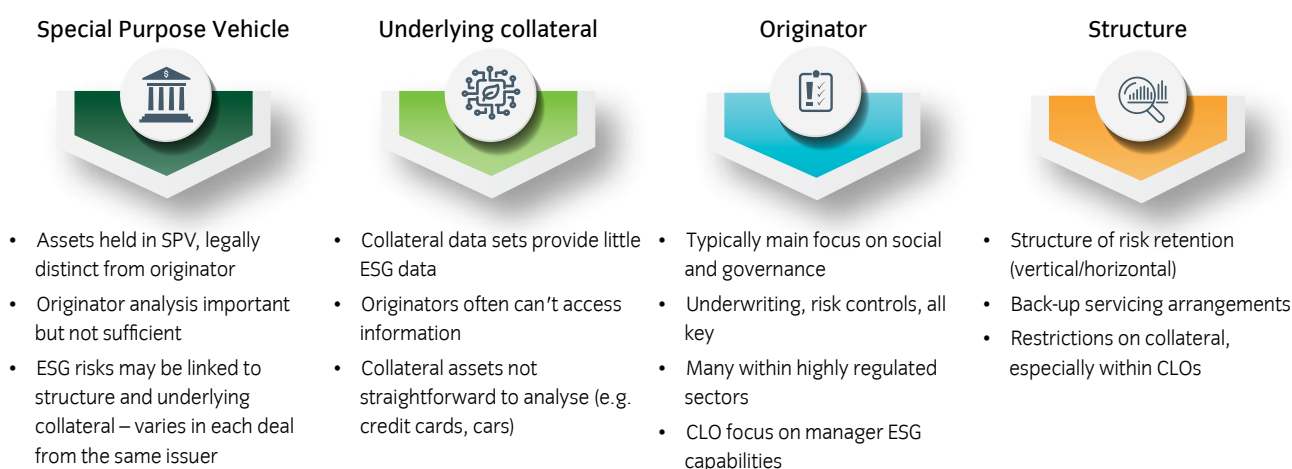 Special Purpose Vehicle
• Assets held in SPV, legally
distinct from originator
• Originator analysis important
but not sufficient
• ESG risks may be linked to
structure and underlying
collateral – varies in each deal
from the same issuer
Underlying collateral
• Collateral data sets provide little
ESG data
• Originators often can't access
information
• Collateral assets not
straightforward to analyse (e.g.
credit cards, cars)
Originator
• Typically main focus on social
and governance
• Underwriting, risk controls, all
key
• Many within highly regulated
sectors
• CLO focus on manager ESG
capabilities
Structure
• Structure of risk retention
(vertical/horizontal)
• Back-up servicing arrangements
• Restrictions on collateral,
especially within CLOs